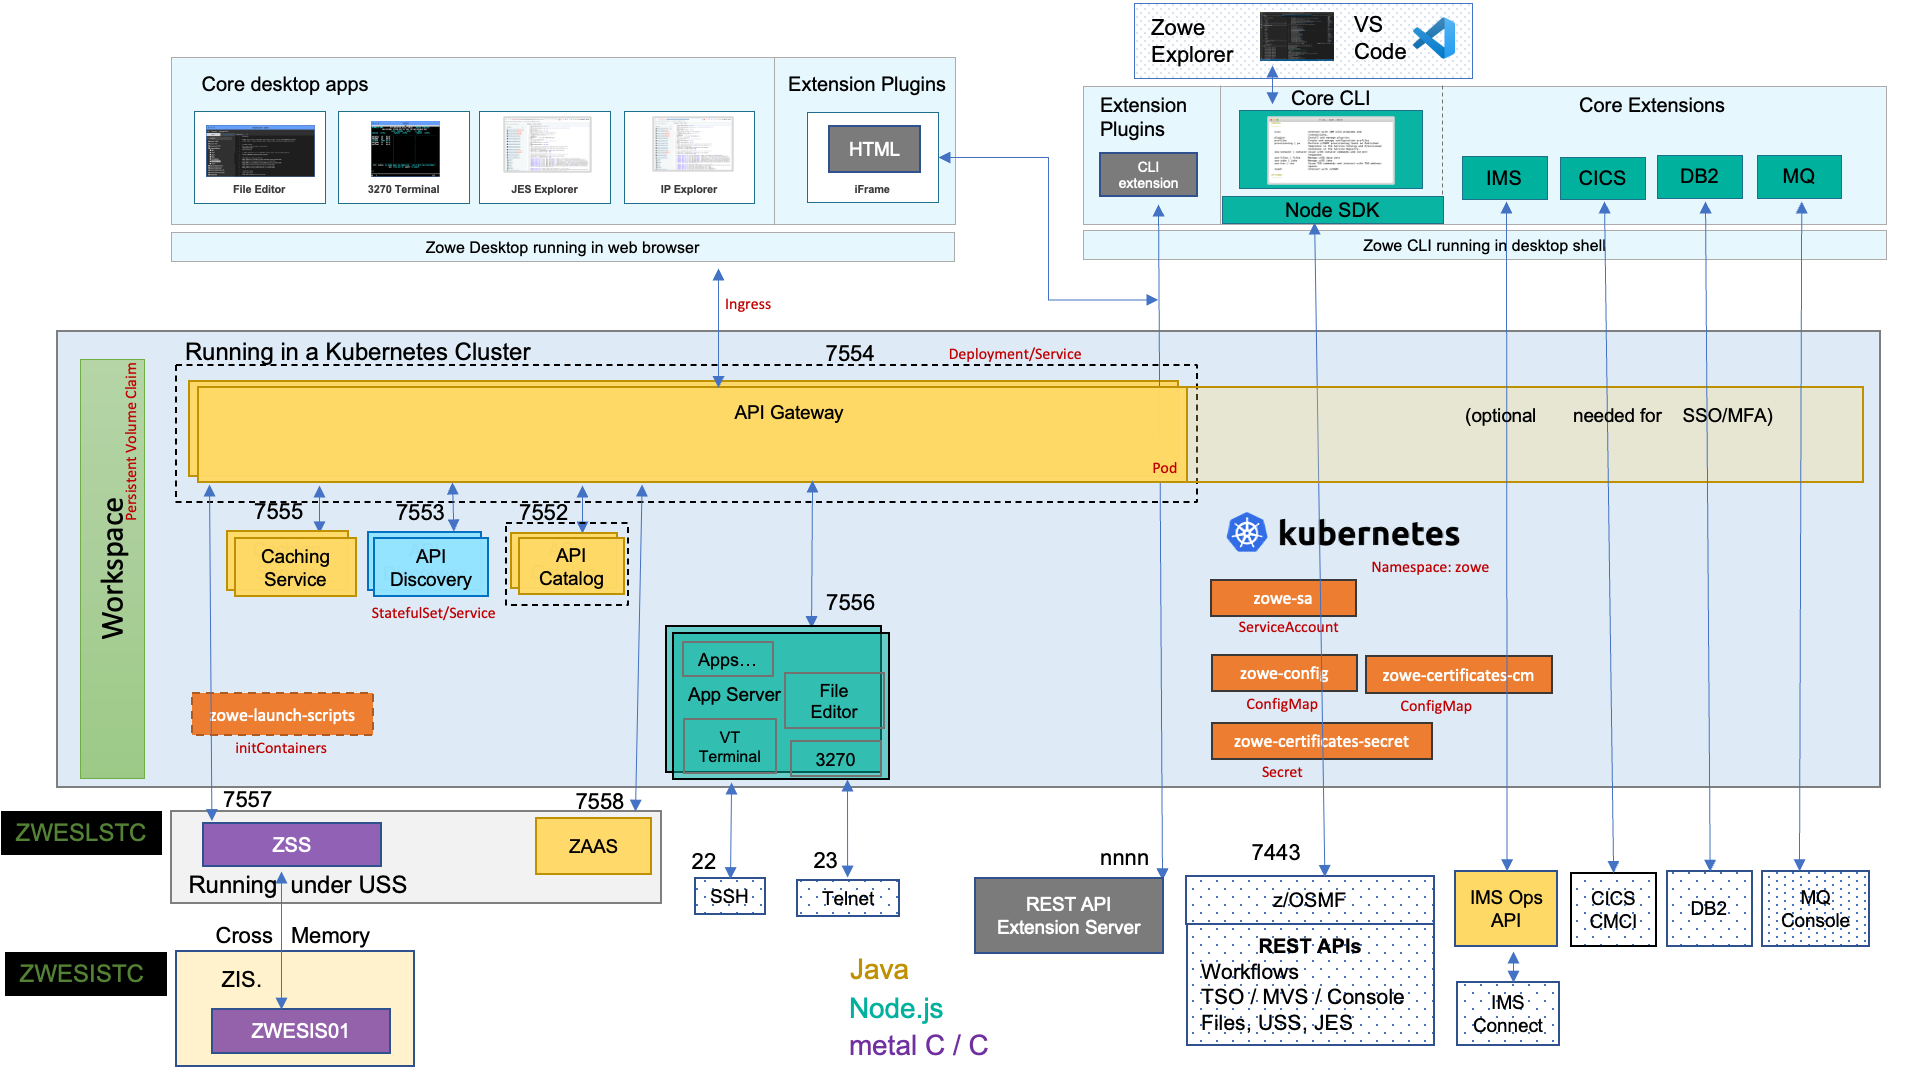 Zowe
Explorer
VS
Code
Core desktop apps
Extension Plugins
File Editor
3270 Terminal
JES Explorer
IP Explorer
HTML
iFrame
Zowe Desktop running in web browser
Extension
Plugins
CLI
extension
Core CLI
Node SDK
Core Extensions
IMS
CICS
DB2
MQ
Zowe CLI running in desktop shell
Ingress
Running in a Kubernetes Cluster
7554
Deployment/Service
Workspace
Persistent Volume Claim
API Gateway
Pod
(optional needed for SSO/MFA)
7555
7553
7552
Caching
Service
API
Discovery
API
Catalog
StatefulSet/Service
kubernetes
Namespace: zowe
zowe-sa
ServiceAccount
zowe-config
ConfigMap
zowe-certificates-cm
ConfigMap
zowe-certificates-secret
Secret
7556
Apps...
App Server
File
Editor
VT
Terminal
3270
zowe-launch-scripts
initContainers
7557
7558
ZWESLSTC
ZSS
ZAAS
Running under USS
Cross Memory
ZWESISTC
ZIS.
ZWESIS01
22
SSH
23
Telnet
nnnn
REST API
Extension Server
7443
z/OSMF
REST APIs
Workflows
TSO / MVS / Console
Files, USS, JES
IMS Ops
API
CICS
CMCI
DB2
MQ
Console
IMS
Connect
Java
Node.js
metal C / C